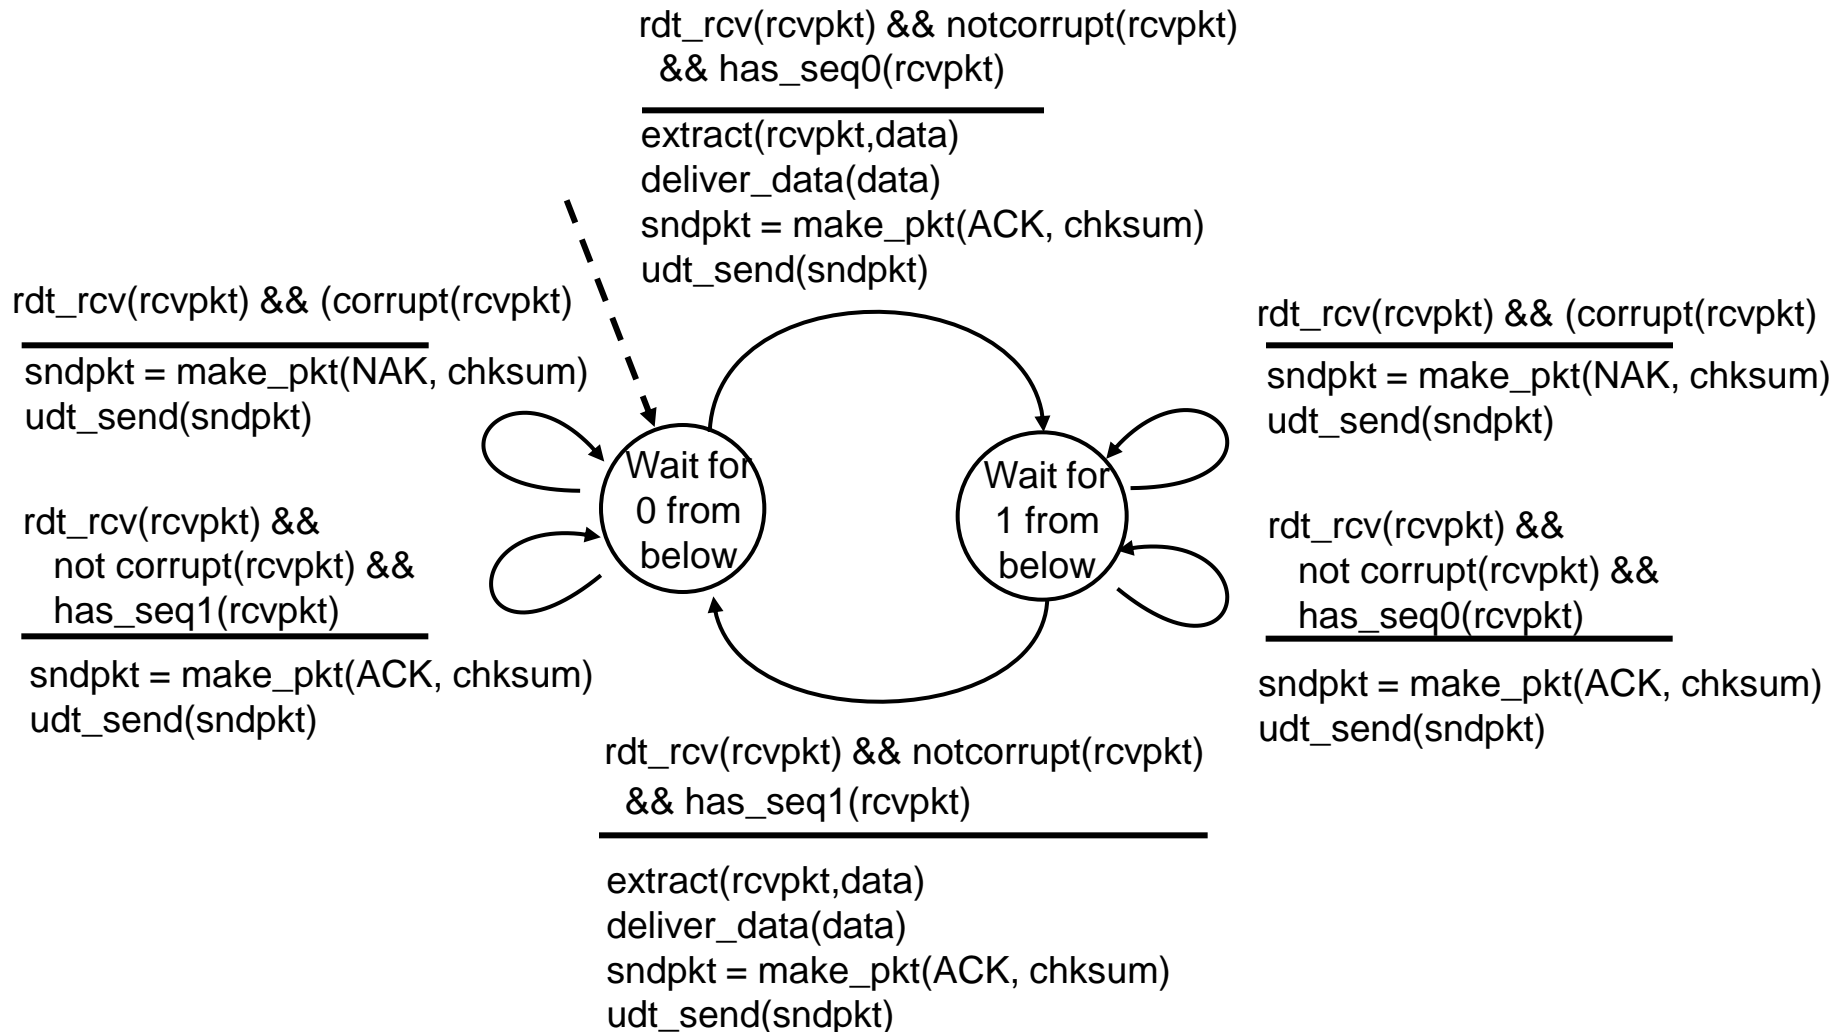 rdt_rcv(rcvpkt) && notcorrupt(rcvpkt)
&& has_seq0(rcvpkt)
extract(rcvpkt,data)
deliver_data(data)
sndpkt = make_pkt(ACK, chksum)
udt_send(sndpkt)
rdt_rcv(rcvpkt) && (corrupt(rcvpkt)
sndpkt = make_pkt(NAK, chksum)
udt_send(sndpkt)
rdt_rcv(rcvpkt) &&
not corrupt(rcvpkt) &&
has_seq1(rcvpkt)
sndpkt = make_pkt(ACK, chksum)
udt_send(sndpkt)
Wait for
0 from
below
Wait for
1 from
below
rdt_rcv(rcvpkt) && (corrupt(rcvpkt)
sndpkt = make_pkt(NAK, chksum)
udt_send(sndpkt)
rdt_rcv(rcvpkt) &&
not corrupt(rcvpkt) &&
has_seq0(rcvpkt)
sndpkt = make_pkt(ACK, chksum)
udt_send(sndpkt)
rdt_rcv(rcvpkt) && notcorrupt(rcvpkt)
&& has_seq1(rcvpkt)
extract(rcvpkt,data)
deliver_data(data)
sndpkt = make_pkt(ACK, chksum)
udt_send(sndpkt)